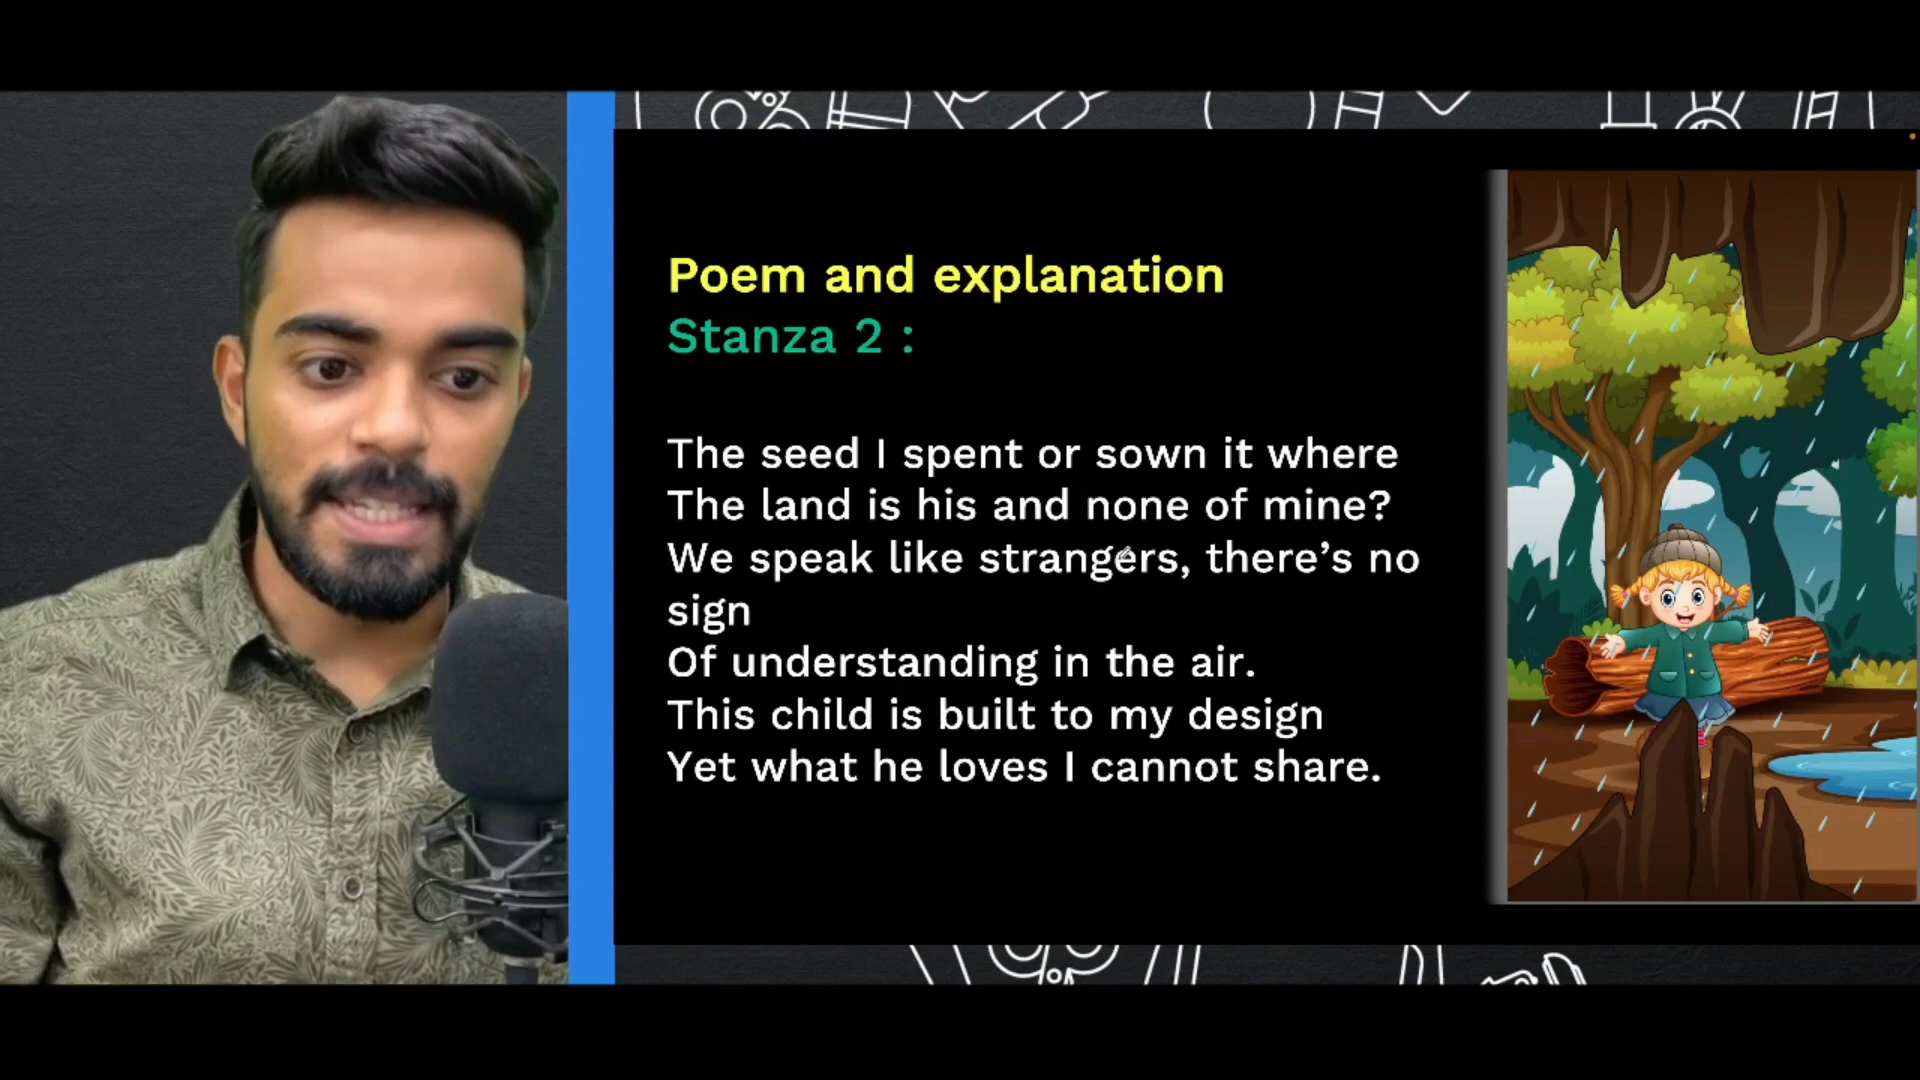 Poem and explanation
Stanza 2 :
The seed I spent or sown it where
The land is his and none of mine?
We speak like strangers, there’s no
sign
Of understanding in the air.
This child is built to my design
Yet what he loves I cannot share.